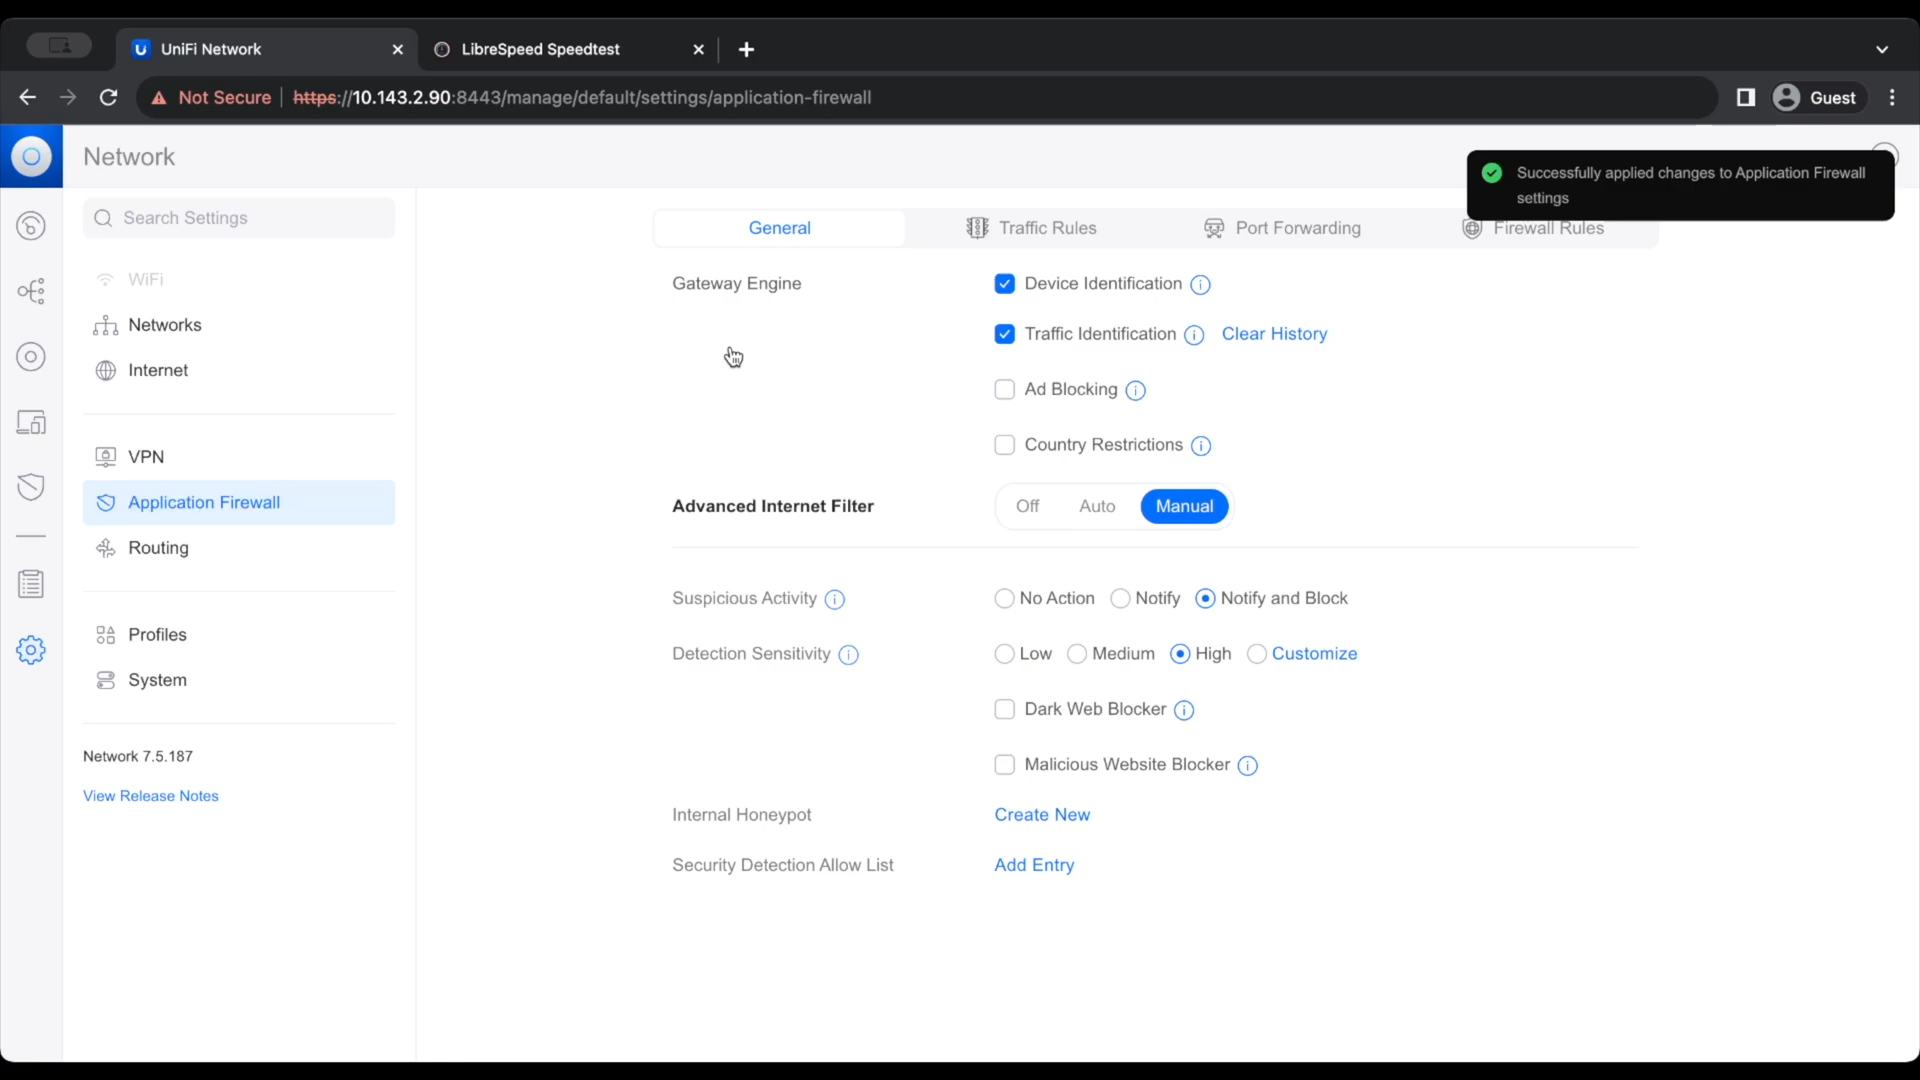 UniFi Network
LibreSpeed Speedtest
Not Secure
https://10.143.2.90:8443/manage/default/settings/application-firewall
Guest
Network
Successfully applied changes to Application Firewall
settings
Search Settings
General
Traffic Rules
Port Forwarding
Firewall Rules
WiFi
Networks
Internet
VPN
Application Firewall
Routing
Profiles
System
Network 7.5.187
View Release Notes
Gateway Engine
Device Identification
Traffic Identification
Clear History
Ad Blocking
Country Restrictions
Advanced Internet Filter
Off
Auto
Manual
Suspicious Activity
No Action
Notify
Notify and Block
Detection Sensitivity
Low
Medium
High
Customize
Dark Web Blocker
Malicious Website Blocker
Internal Honeypot
Create New
Security Detection Allow List
Add Entry